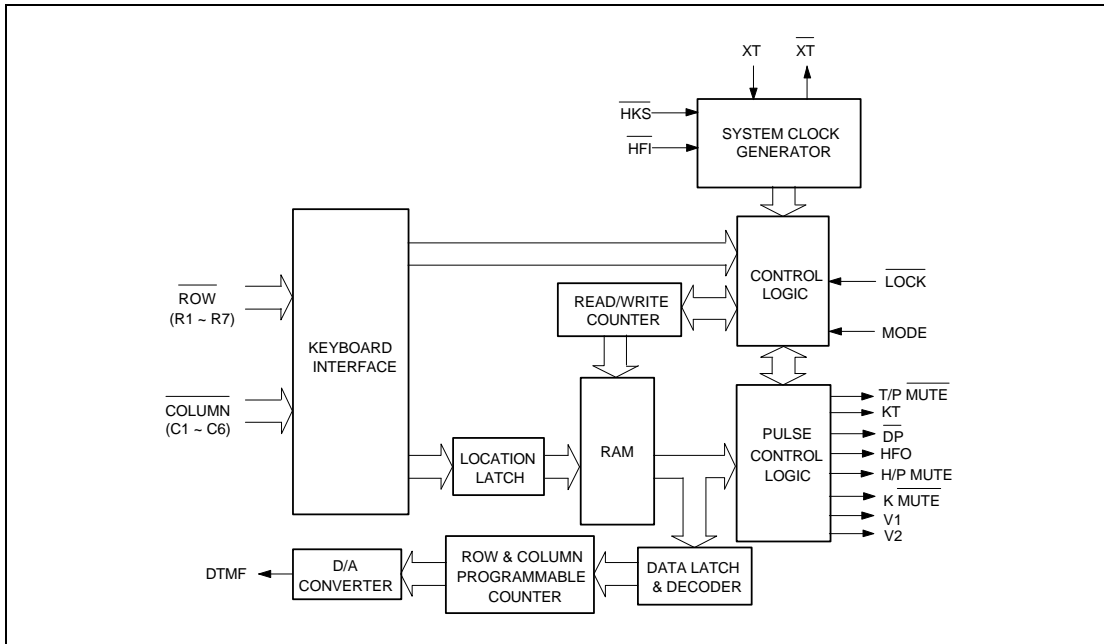 XT
XT
HKS
HFI
SYSTEM CLOCK
GENERATOR
ROW
(R1 ~ R7)
COLUMN
(C1 ~ C6)
KEYBOARD
INTERFACE
READ/WRITE
COUNTER
CONTROL
LOGIC
LOCK
MODE
LOCATION
LATCH
RAM
PULSE
CONTROL
LOGIC
T/P MUTE
KT
DP
HFO
H/P MUTE
K MUTE
V1
V2
DTMF
D/A
CONVERTER
ROW & COLUMN
PROGRAMMABLE
COUNTER
DATA LATCH
& DECODER